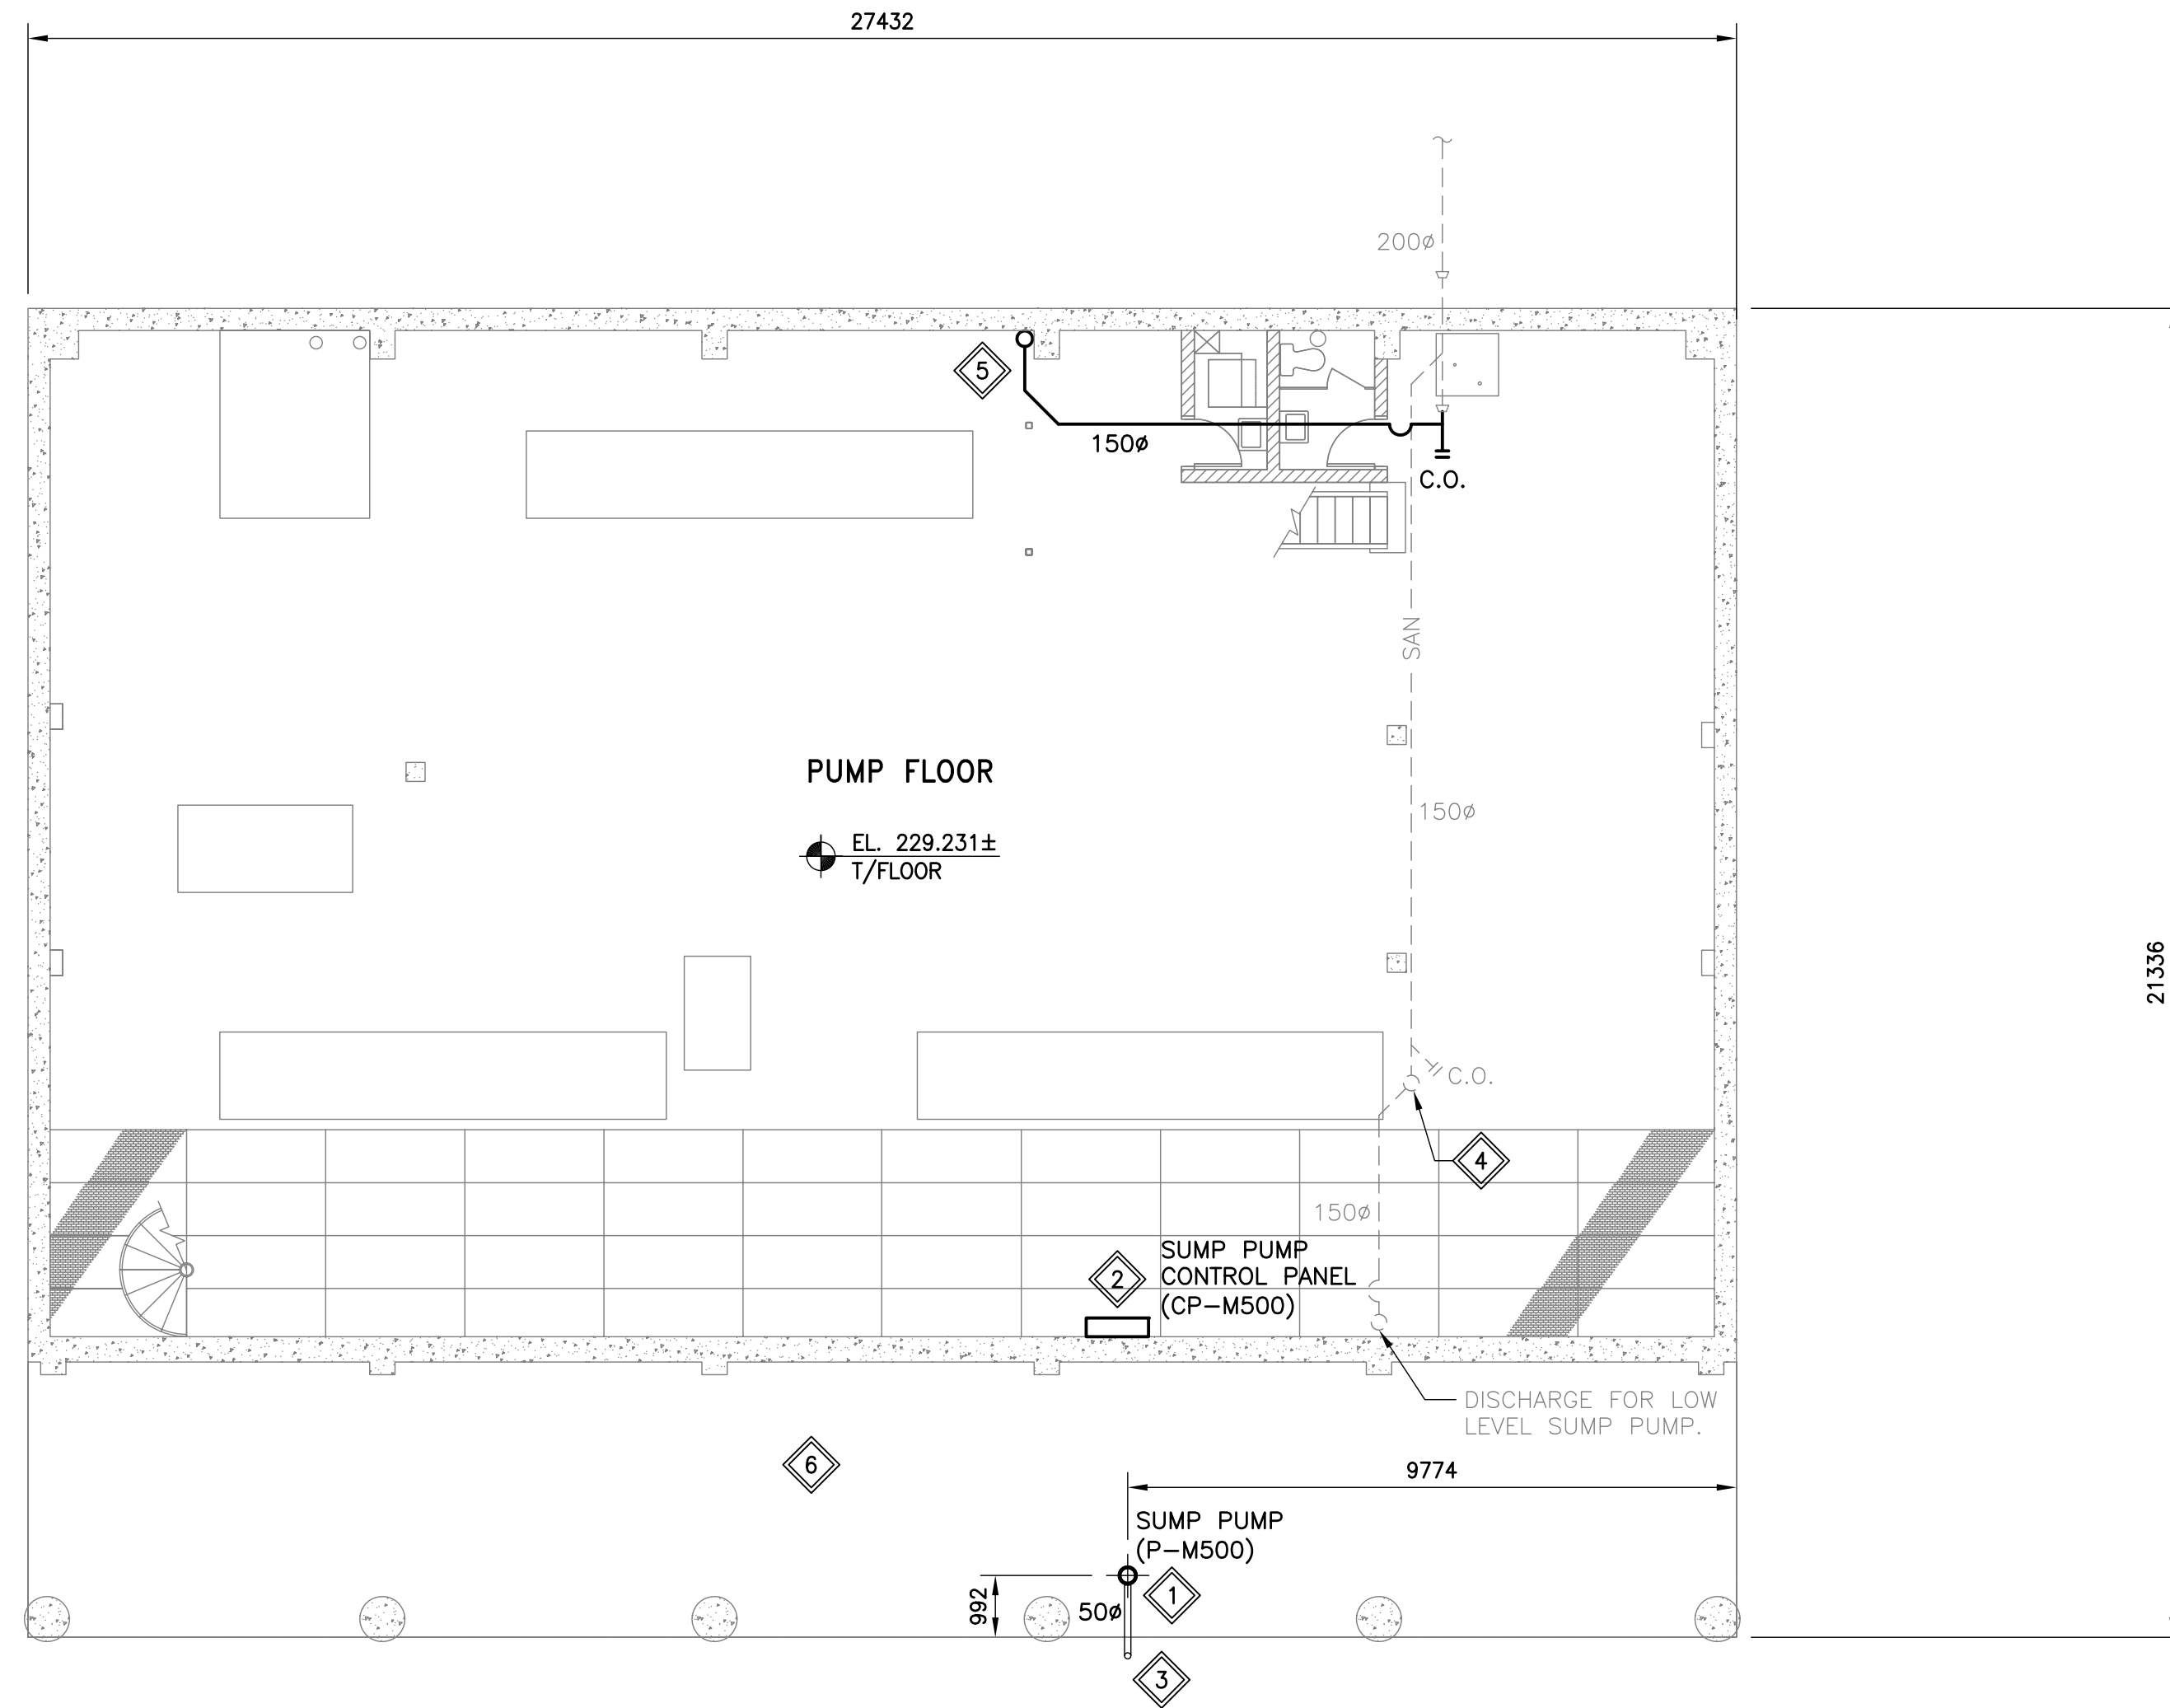 27432
200ø
5
150ø
C.O.
SAN
PUMP FLOOR
150ø
EL. 229.231±
T/FLOOR
21336
C.O.
4
150ø
2
SUMP PUMP
CONTROL PANEL
(CP-M500)
DISCHARGE FOR LOW
LEVEL SUMP PUMP.
6
9774
SUMP PUMP
(P-M500)
992
50ø
1
3